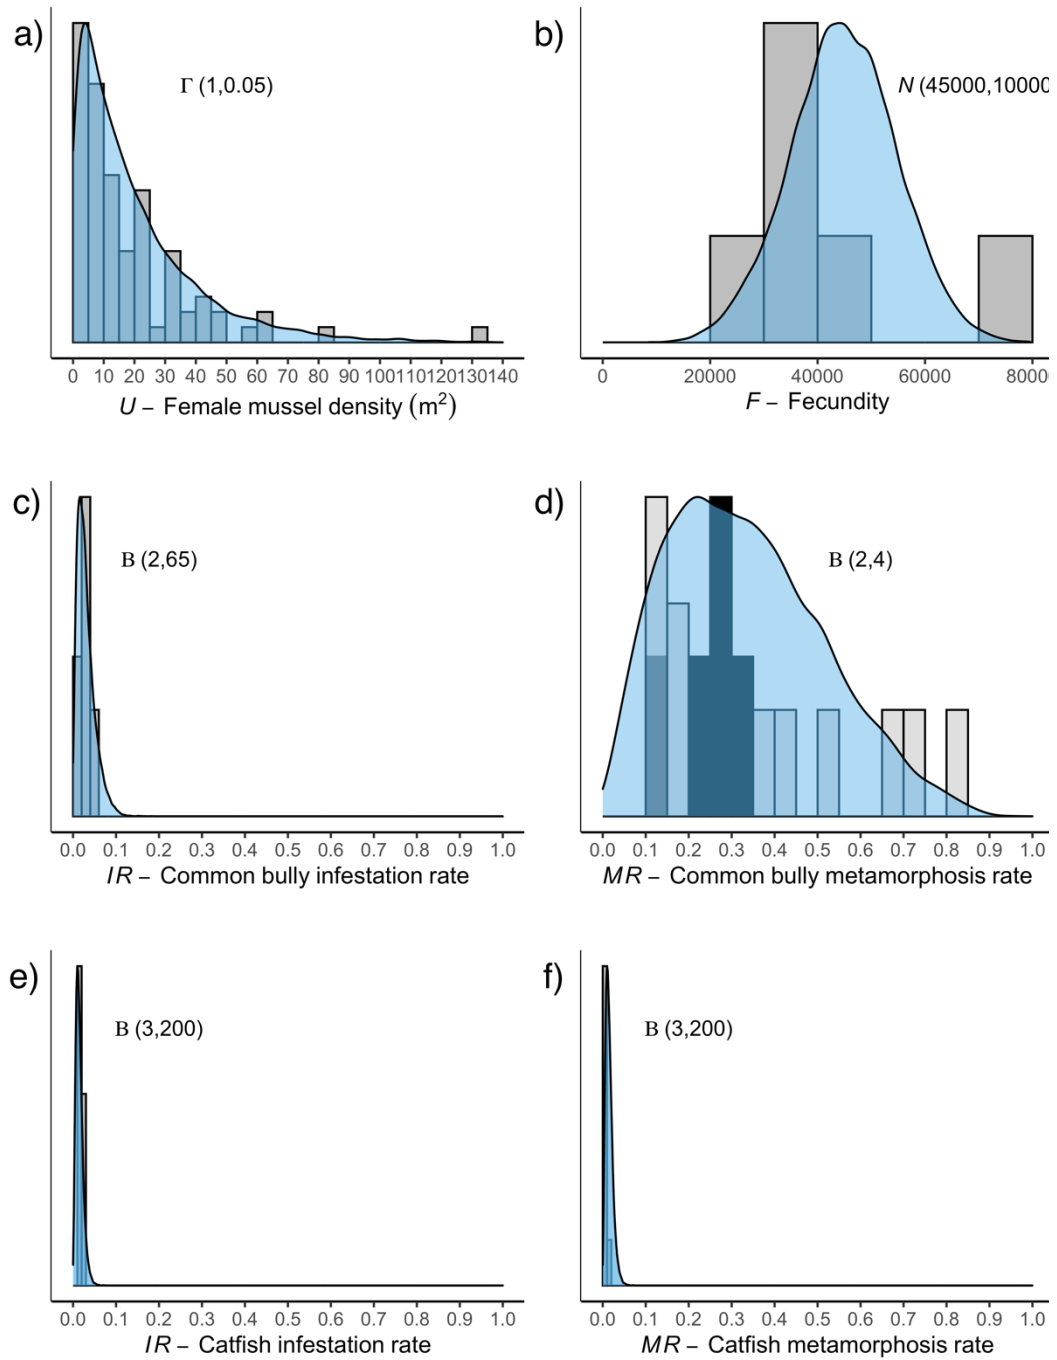 a)
Γ (1,0.05)
0 10 20 30 40 50 60 70 80 90 100110120130140
U – Female mussel density (m²)
b)
N (45000,10000
0 20000 40000 60000 8000
F – Fecundity
c)
B (2,65)
0.0 0.1 0.2 0.3 0.4 0.5 0.6 0.7 0.8 0.9 1.0
IR – Common bully infestation rate
d)
B (2,4)
0.0 0.1 0.2 0.3 0.4 0.5 0.6 0.7 0.8 0.9 1.0
MR – Common bully metamorphosis rate
e)
B (3,200)
0.0 0.1 0.2 0.3 0.4 0.5 0.6 0.7 0.8 0.9 1.0
IR – Catfish infestation rate
f)
B (3,200)
0.0 0.1 0.2 0.3 0.4 0.5 0.6 0.7 0.8 0.9 1.0
MR – Catfish metamorphosis rate